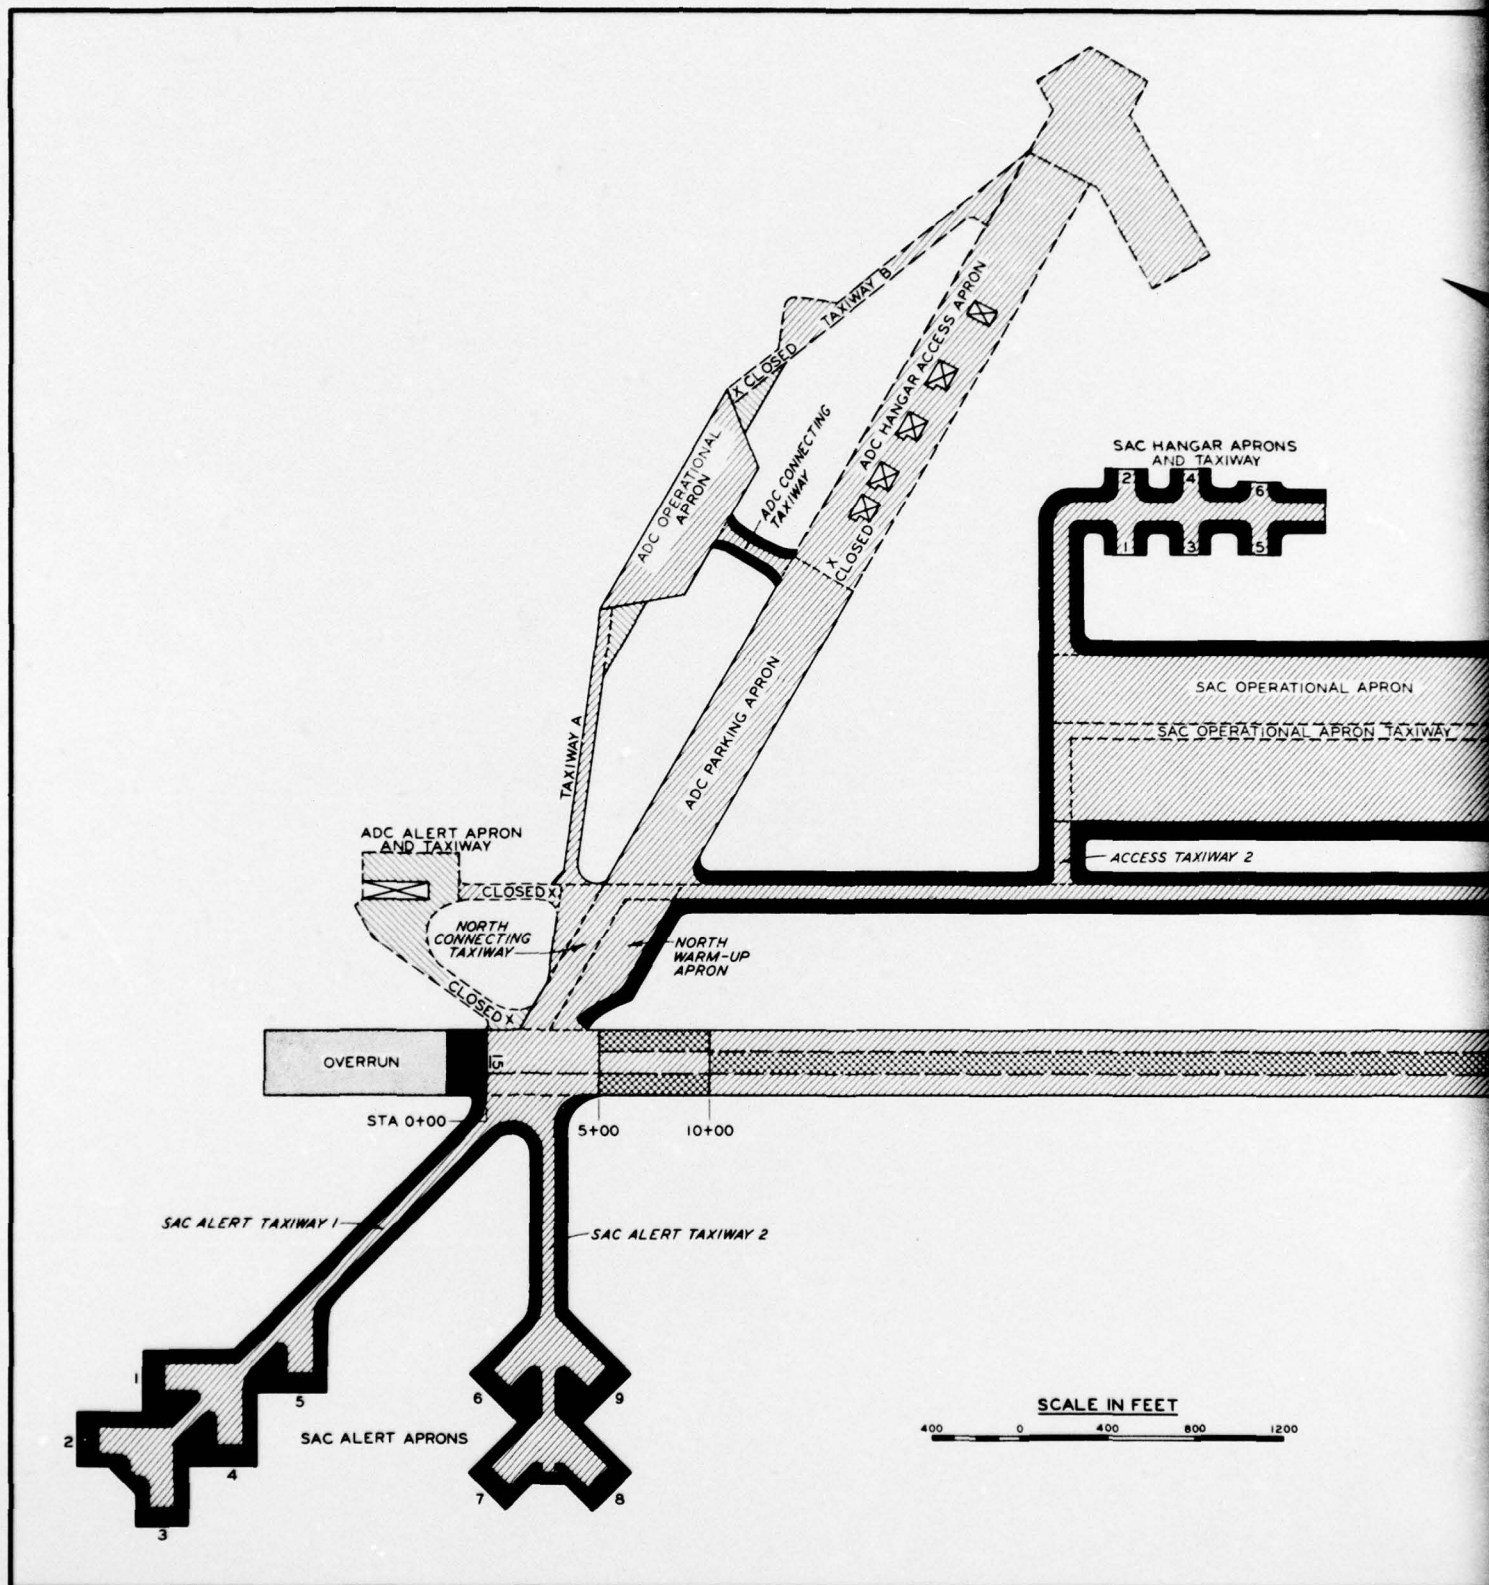 TAXIWAY B
X CLOSED
ADC HANGAR ACCESS APRON
ADC CONNECTING
TAXIWAY
ADC OPERATIONAL
APRON
X
CLOSED
SAC HANGAR APRONS
AND TAXIWAY
2
4
6
1
3
5
ADC PARKING APRON
SAC OPERATIONAL APRON
SAC OPERATIONAL APRON TAXIWAY
TAXIWAY A
ADC ALERT APRON
AND TAXIWAY
ACCESS TAXIWAY 2
CLOSED X
NORTH
CONNECTING
TAXIWAY
NORTH
WARM-UP
APRON
CLOSED X
OVERRUN
15
STA 0+00
5+00
10+00
SAC ALERT TAXIWAY 1
SAC ALERT TAXIWAY 2
1
2
3
4
5
6
7
8
9
SAC ALERT APRONS
SCALE IN FEET
400 0 400 800 1200